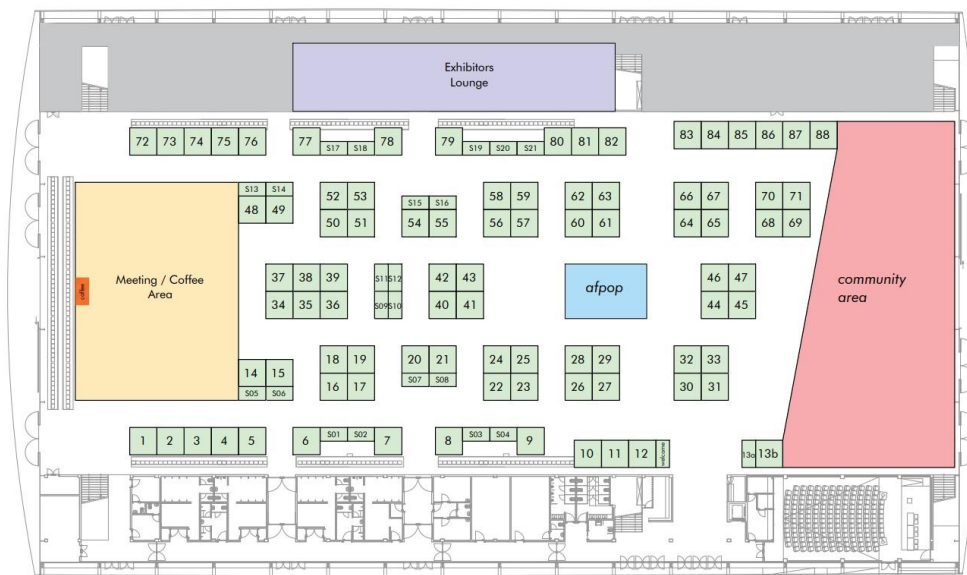 Exhibitors
Lounge
72 73 74 75 76 77 S17 S18 78 79 S19 S20 S21 80 81 82 83 84 85 86 87 88
S13 S14 52 53 S15 S16 58 59 62 63 66 67 70 71
48 49 50 51 54 55 56 57 60 61 64 65 68 69
Meeting / Coffee
Area
coffee
37 38 39 S11 S12 42 43 46 47
34 35 36 S09 S10 40 41 44 45
afpop
community
area
14 15 18 19 20 21 24 25 28 29 32 33
S05 S06 16 17 S07 S08 22 23 26 27 30 31
1 2 3 4 5 6 S01 S02 7 8 S03 S04 9 10 11 12 welcome 13a 13b